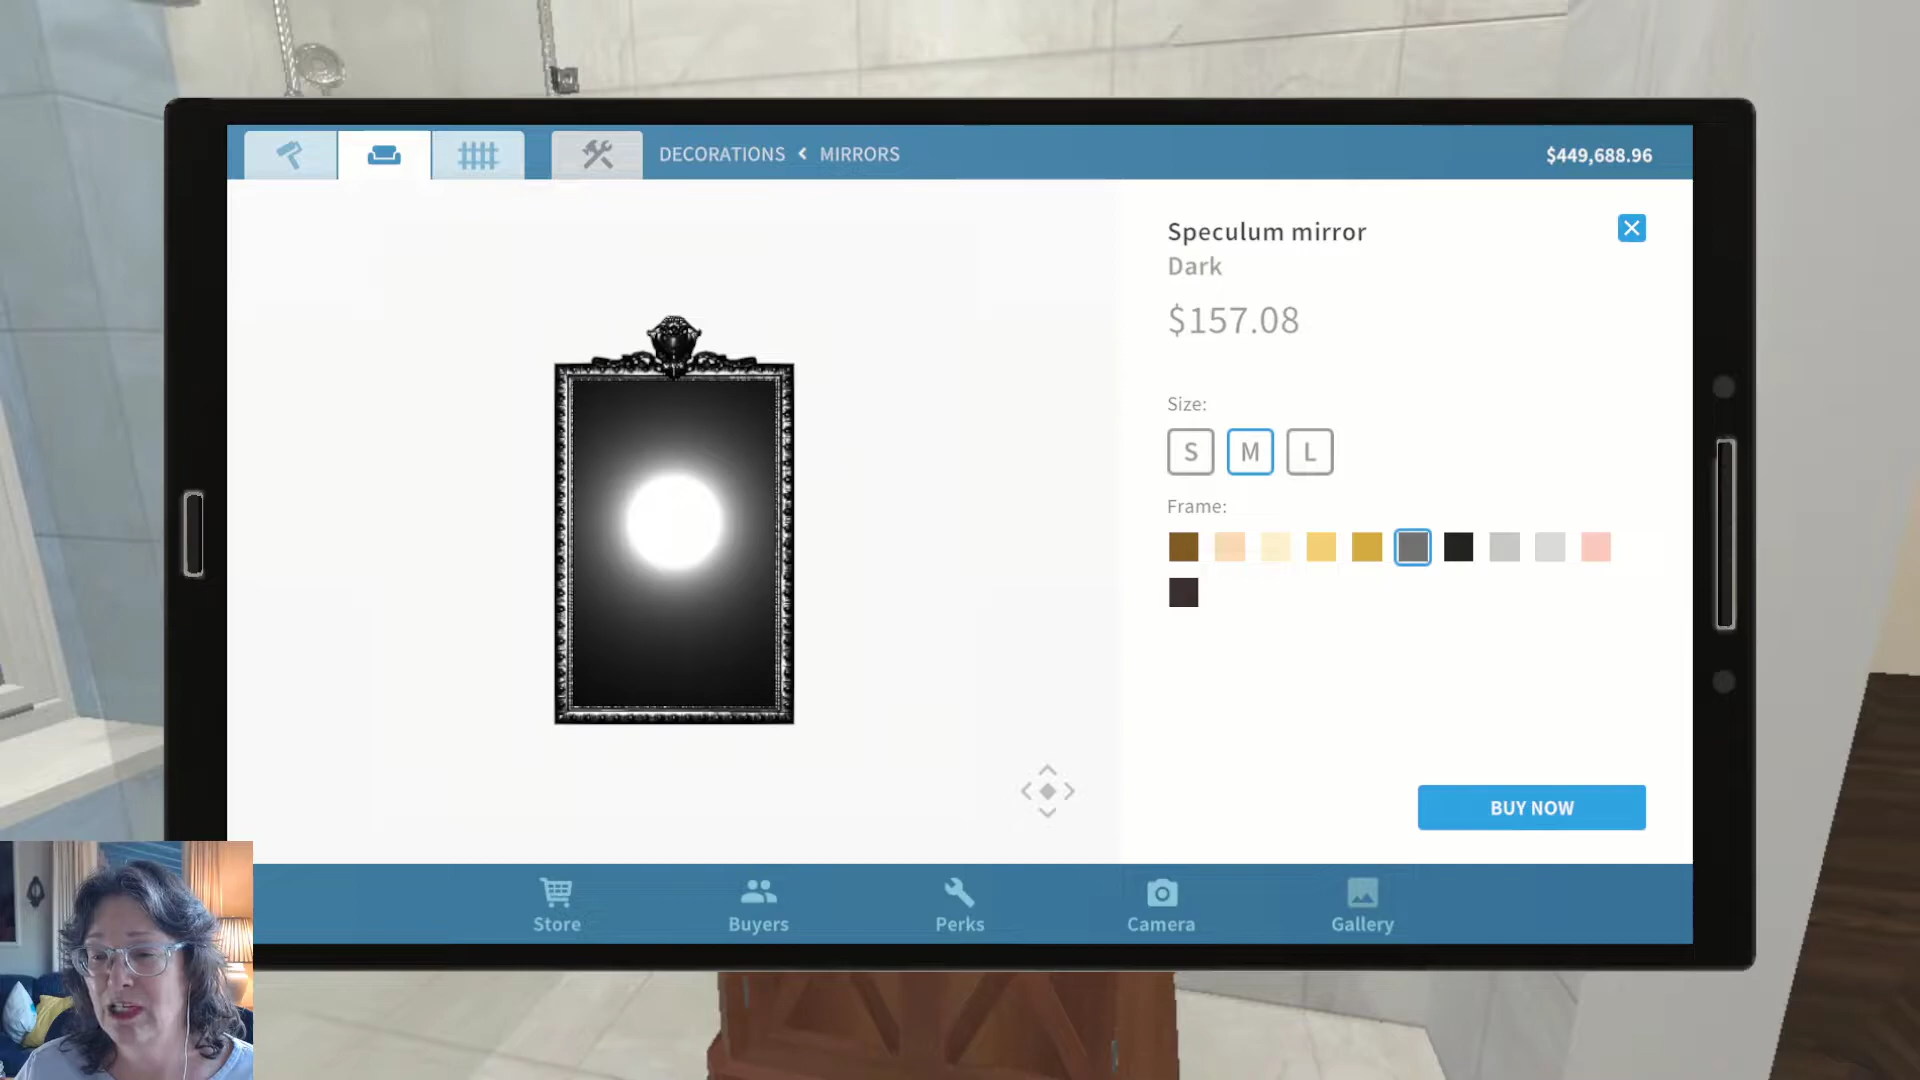 DECORATIONS < MIRRORS
$449,688.96
Speculum mirror
Dark
$157.08
Size:
S M L
Frame:
BUY NOW
Store Buyers Perks Camera Gallery